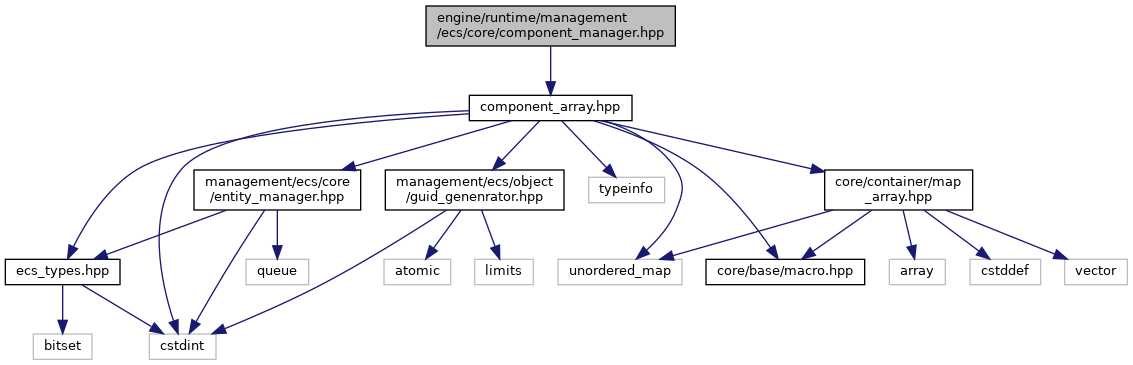 engine/runtime/management
/ecs/core/component_manager.hpp
component_array.hpp
management/ecs/core
/entity_manager.hpp
management/ecs/object
/guid_genenrator.hpp
typeinfo
core/container/map
_array.hpp
ecs_types.hpp
queue
atomic
limits
unordered_map
core/base/macro.hpp
array
cstddef
vector
bitset
cstdint